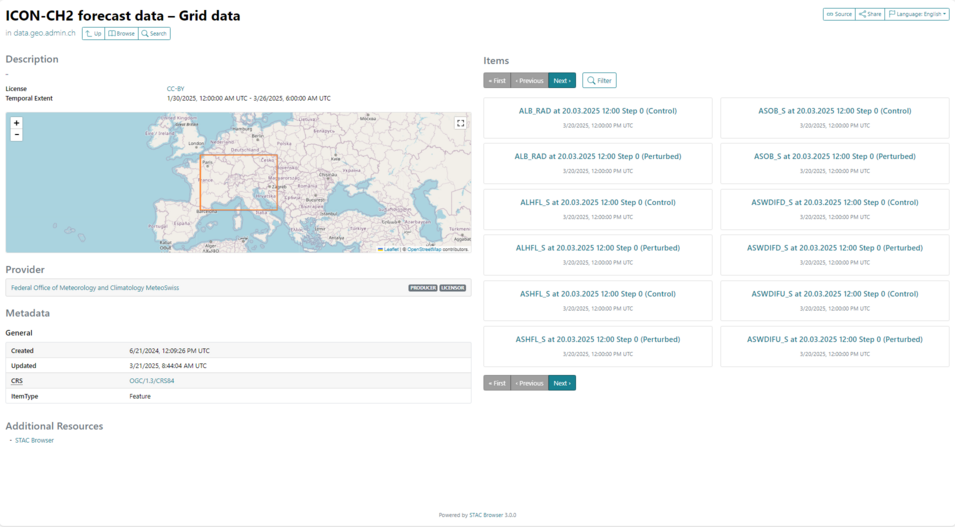 ICON-CH2 forecast data – Grid data
in data.geo.admin.ch Up Browse Search
Source Share Language: English
Description
–
License CC-BY
Temporal Extent 1/30/2025, 12:00:00 AM UTC - 3/26/2025, 6:00:00 AM UTC
+
−
Leaflet | © OpenStreetMap contributors
Provider
Federal Office of Meteorology and Climatology MeteoSwiss PRODUCER LICENSOR
Metadata
General
Created 6/21/2024, 12:09:26 PM UTC
Updated 3/21/2025, 8:44:04 AM UTC
CRS OGC/1.3/CRS84
ItemType Feature
Additional Resources
STAC Browser
Items
« First ‹ Previous Next › Filter
ALB_RAD at 20.03.2025 12:00 Step 0 (Control)
3/20/2025, 12:00:00 PM UTC
ASOB_S at 20.03.2025 12:00 Step 0 (Control)
3/20/2025, 12:00:00 PM UTC
ALB_RAD at 20.03.2025 12:00 Step 0 (Perturbed)
3/20/2025, 12:00:00 PM UTC
ASOB_S at 20.03.2025 12:00 Step 0 (Perturbed)
3/20/2025, 12:00:00 PM UTC
ALHFL_S at 20.03.2025 12:00 Step 0 (Control)
3/20/2025, 12:00:00 PM UTC
ASWDIFD_S at 20.03.2025 12:00 Step 0 (Control)
3/20/2025, 12:00:00 PM UTC
ALHFL_S at 20.03.2025 12:00 Step 0 (Perturbed)
3/20/2025, 12:00:00 PM UTC
ASWDIFD_S at 20.03.2025 12:00 Step 0 (Perturbed)
3/20/2025, 12:00:00 PM UTC
ASHFL_S at 20.03.2025 12:00 Step 0 (Control)
3/20/2025, 12:00:00 PM UTC
ASWDIFU_S at 20.03.2025 12:00 Step 0 (Control)
3/20/2025, 12:00:00 PM UTC
ASHFL_S at 20.03.2025 12:00 Step 0 (Perturbed)
3/20/2025, 12:00:00 PM UTC
ASWDIFU_S at 20.03.2025 12:00 Step 0 (Perturbed)
3/20/2025, 12:00:00 PM UTC
« First ‹ Previous Next ›
Powered by STAC Browser 3.0.0